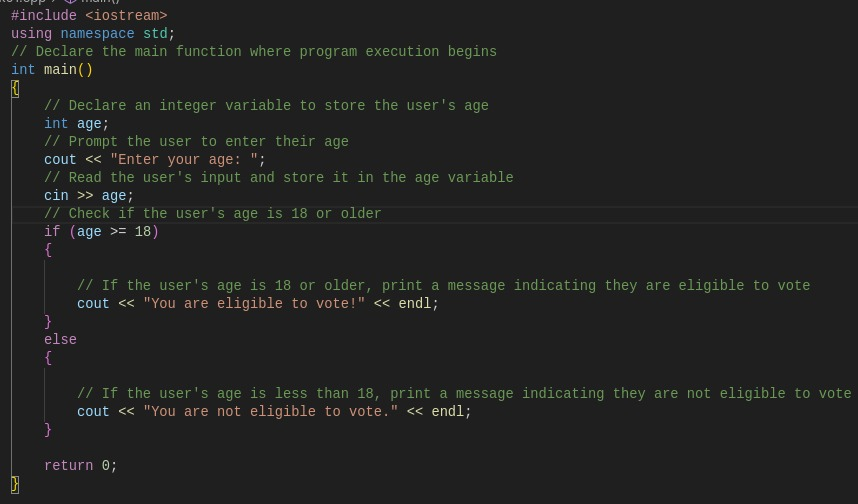 main()
#include <iostream>
using namespace std;
// Declare the main function where program execution begins
int main()
{
    // Declare an integer variable to store the user's age
    int age;
    // Prompt the user to enter their age
    cout << "Enter your age: ";
    // Read the user's input and store it in the age variable
    cin >> age;
    // Check if the user's age is 18 or older
    if (age >= 18)
    {

        // If the user's age is 18 or older, print a message indicating they are eligible to vote
        cout << "You are eligible to vote!" << endl;
    }
    else
    {

        // If the user's age is less than 18, print a message indicating they are not eligible to vote
        cout << "You are not eligible to vote." << endl;
    }

    return 0;
}